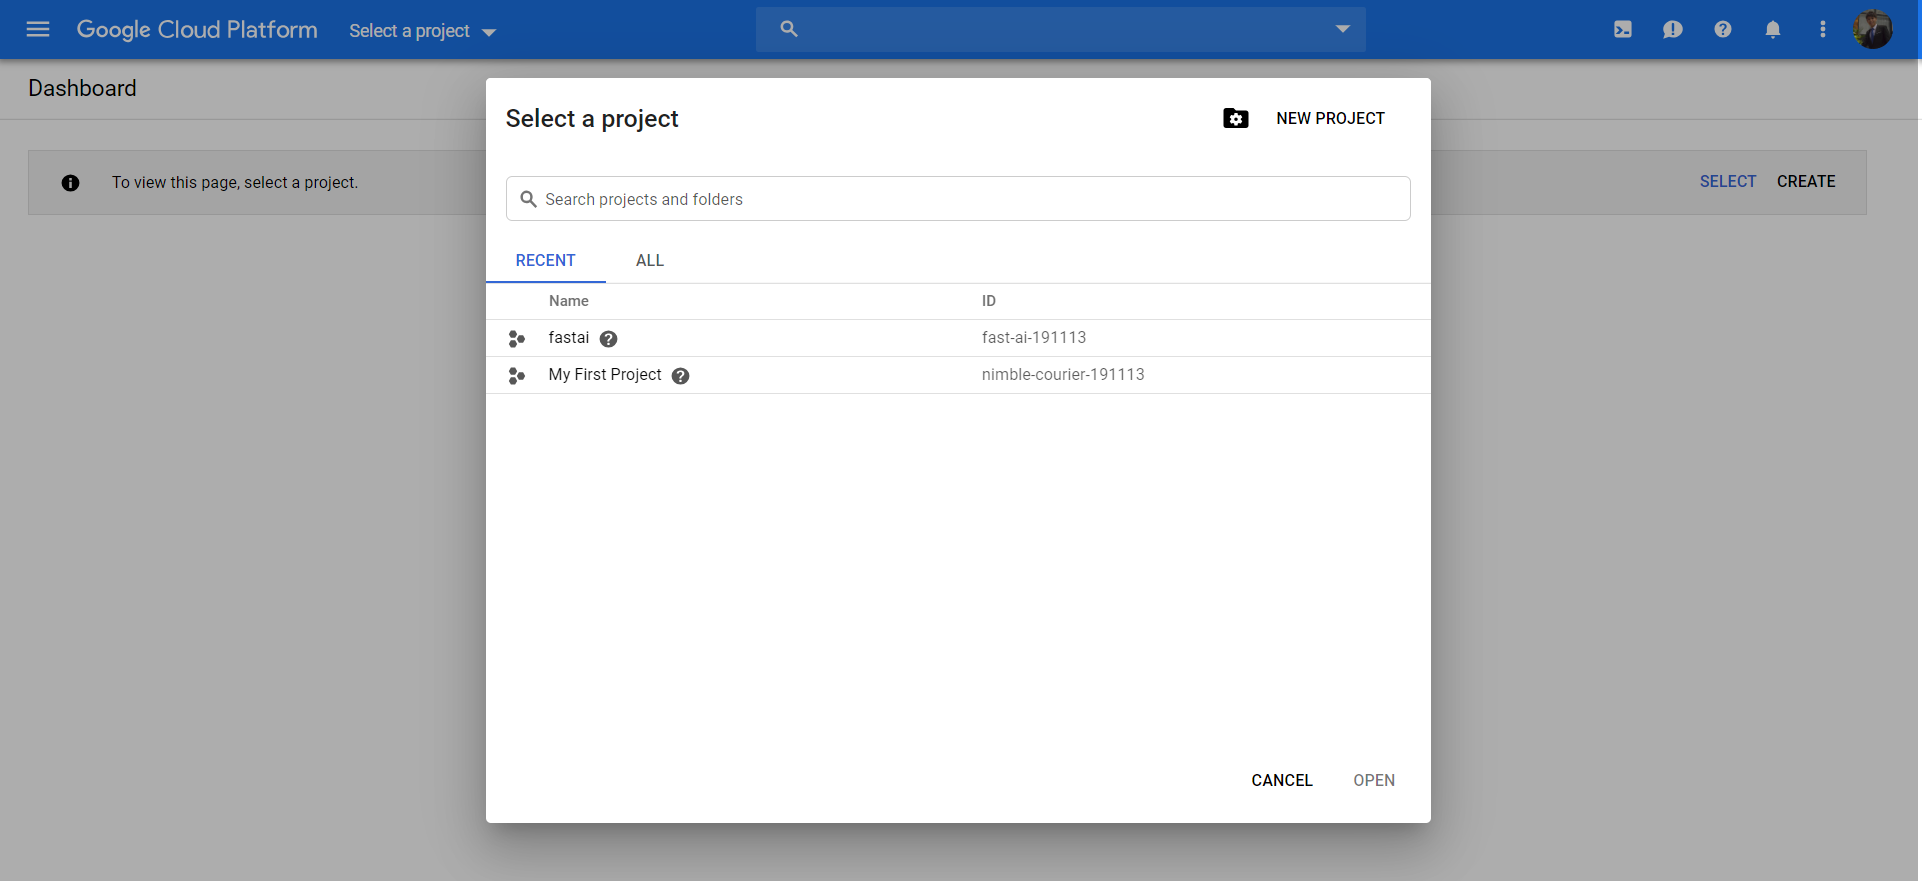 Google Cloud Platform Select a project
Dashboard
To view this page, select a project. SELECT CREATE
Select a project NEW PROJECT
Search projects and folders
RECENT ALL
Name ID
fastai fast-ai-191113
My First Project nimble-courier-191113
CANCEL OPEN